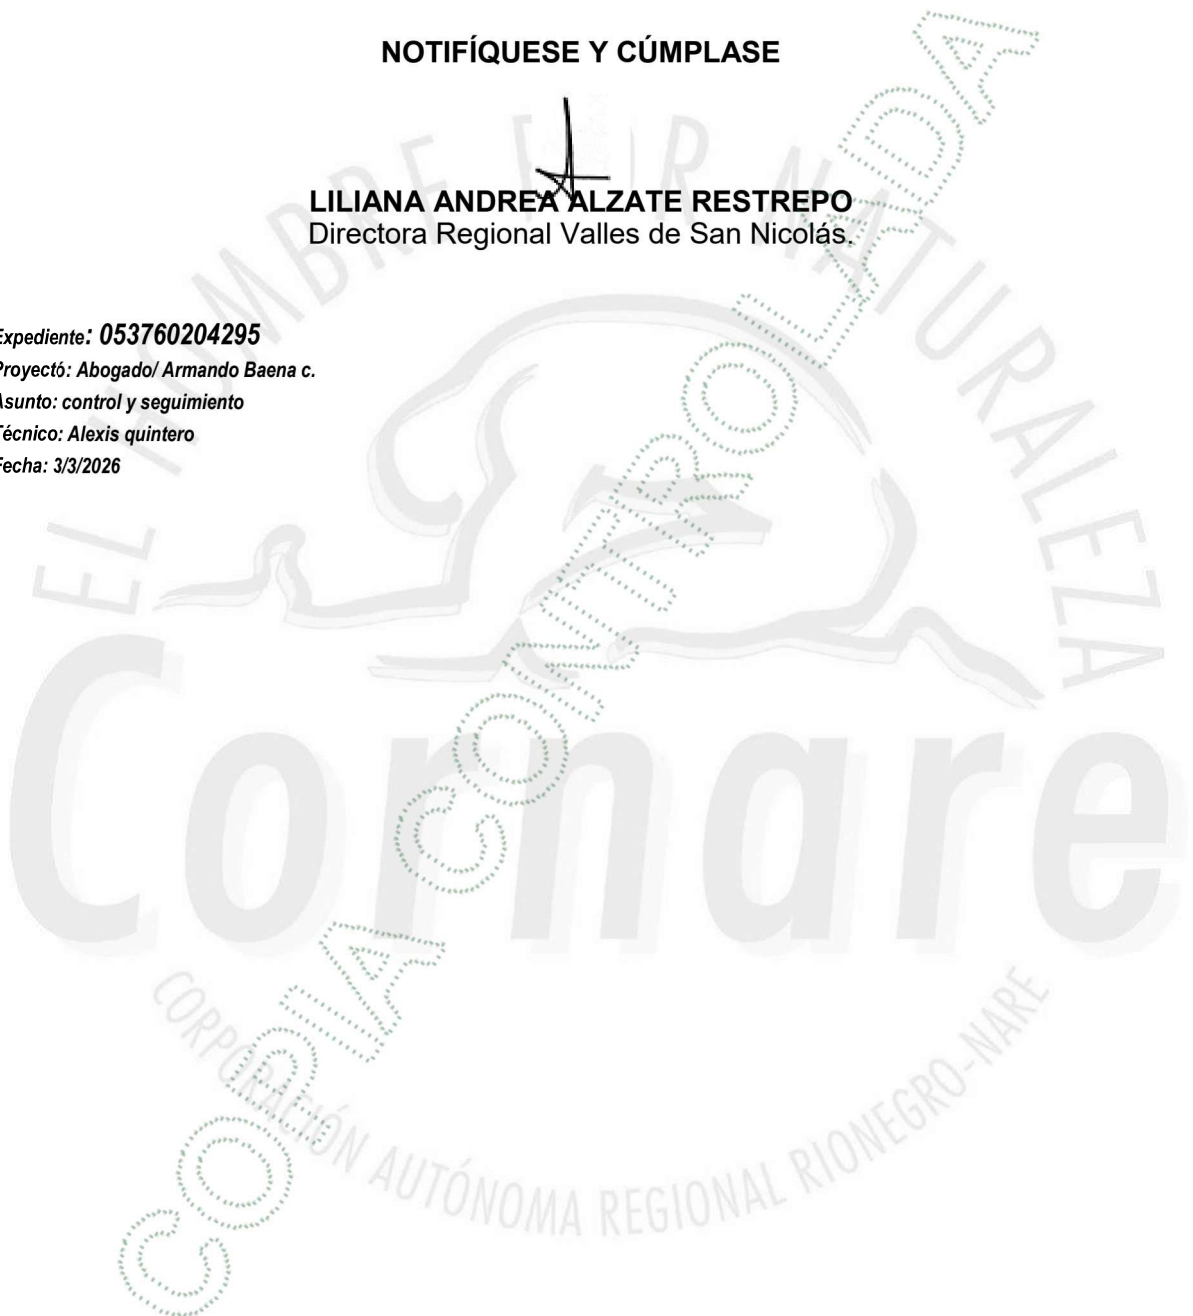 NOTIFÍQUESE Y CÚMPLASE
LILIANA ANDREA ALZATE RESTREPO
Directora Regional Valles de San Nicolás.
Expediente: 053760204295
Proyectó: Abogado/ Armando Baena c.
Asunto: control y seguimiento
Técnico: Alexis quintero
Fecha: 3/3/2026
EL HOMBRE Y NATURALEZA
Cornare
CORPORACIÓN AUTÓNOMA REGIONAL RIONEGRO-NARE
COPIA CONTROLADA